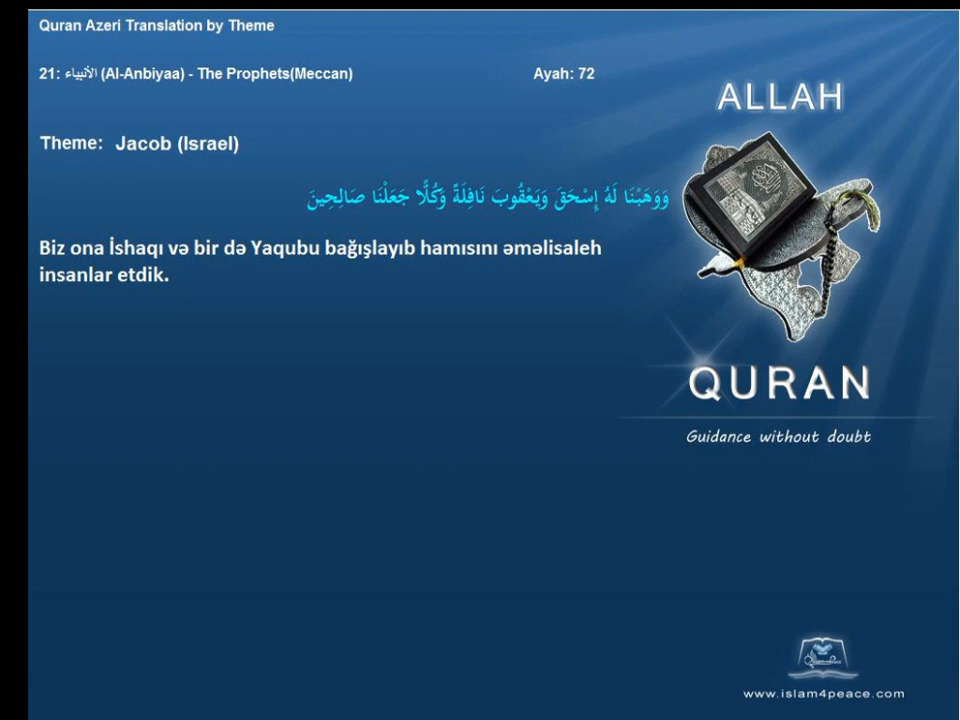 Quran Azeri Translation by Theme
21: الأنبياء (Al-Anbiyaa) - The Prophets(Meccan) Ayah: 72
ALLAH
Theme: Jacob (Israel)
وَوَهَبْنَا لَهُ إِسْحَقَ وَيَعْقُوبَ نَافِلَةً وَكُلًّا جَعَلْنَا صَالِحِينَ
Biz ona İshaqı və bir də Yaqubu bağışlayıb hamısını əməlisaleh
insanlar etdik.
QURAN
Guidance without doubt
www.islam4peace.com